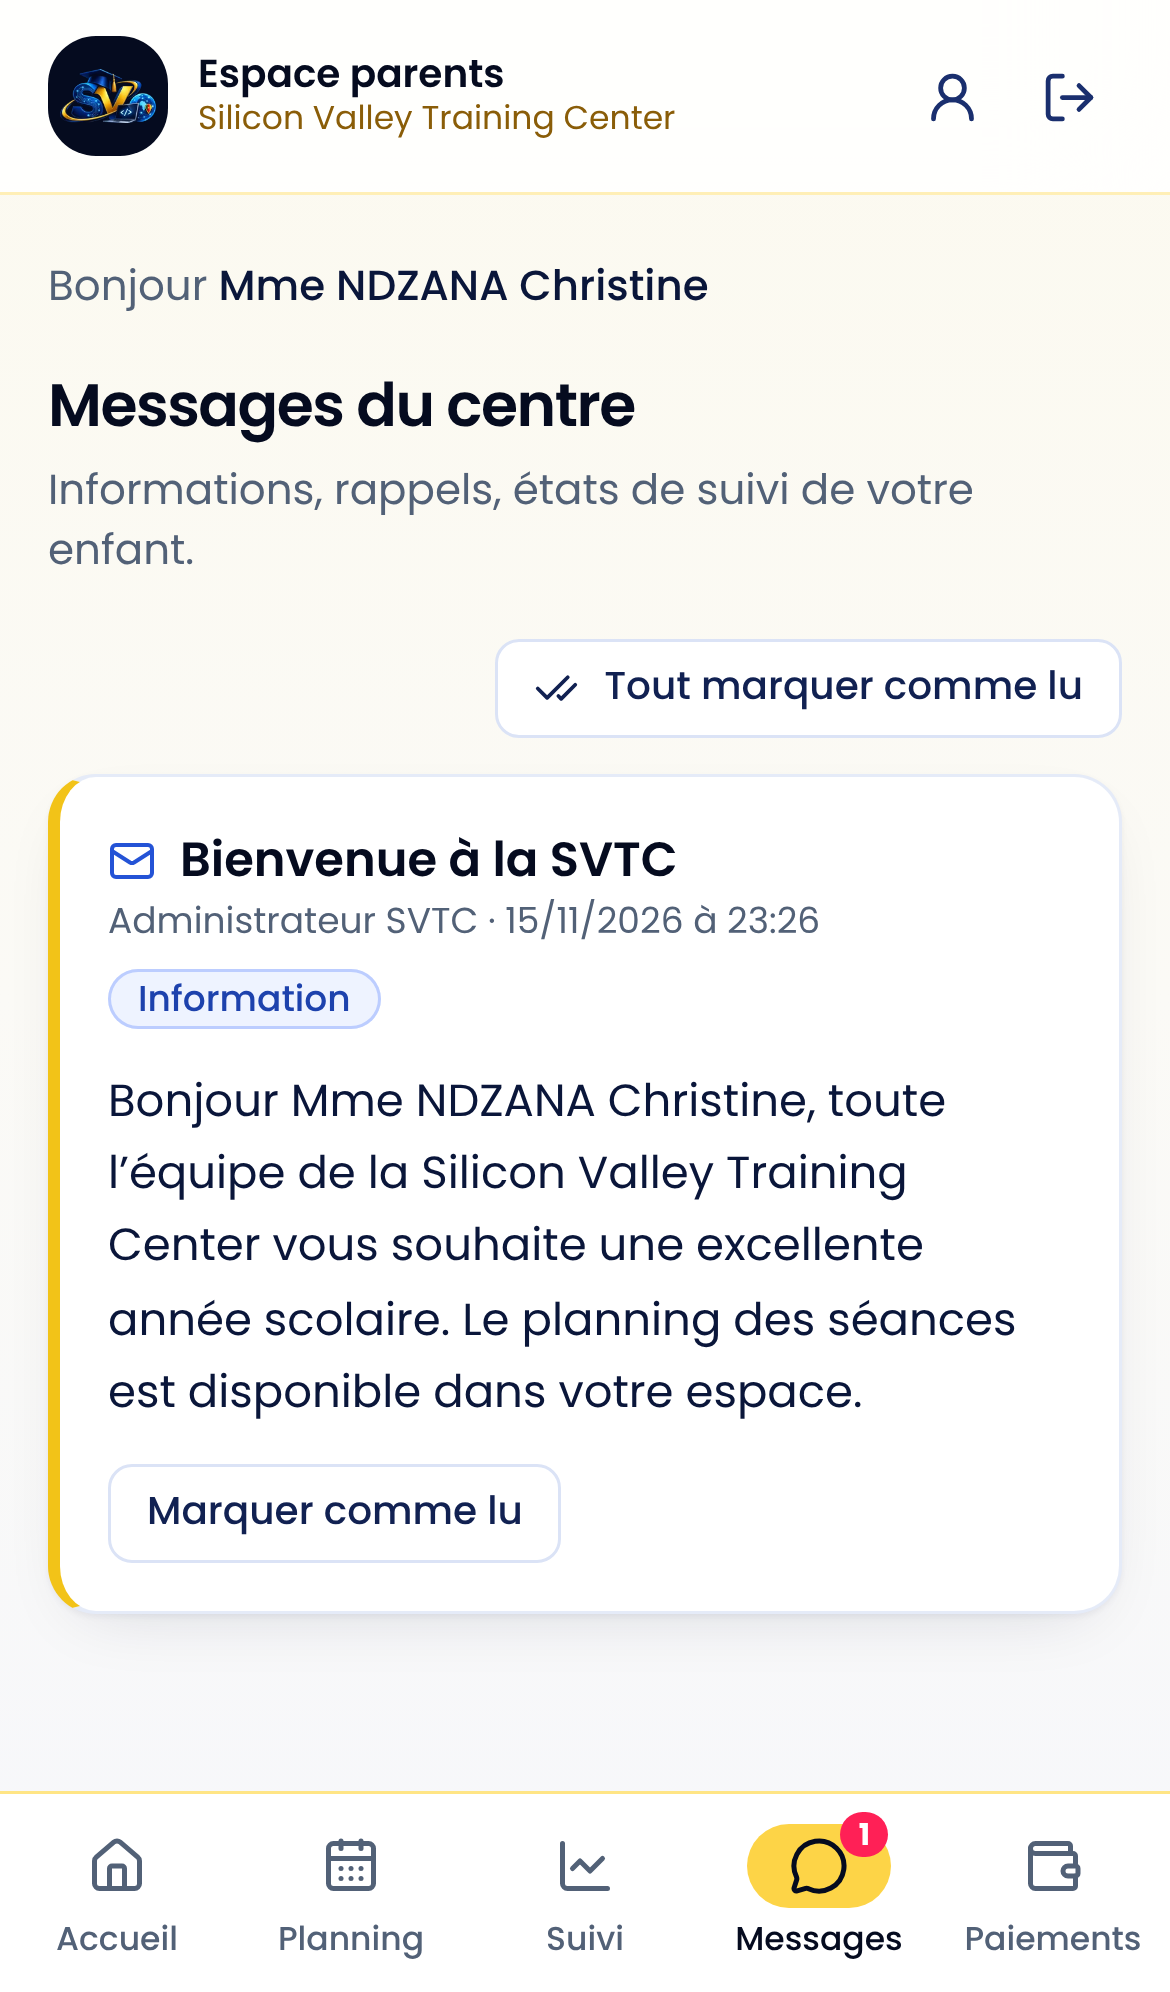 SV
Espace parents
Silicon Valley Training Center
Bonjour Mme NDZANA Christine
Messages du centre
Informations, rappels, états de suivi de votre
enfant.
Tout marquer comme lu
Bienvenue à la SVTC
Administrateur SVTC · 15/11/2026 à 23:26
Information
Bonjour Mme NDZANA Christine, toute
l’équipe de la Silicon Valley Training
Center vous souhaite une excellente
année scolaire. Le planning des séances
est disponible dans votre espace.
Marquer comme lu
1
Accueil
Planning
Suivi
Messages
Paiements